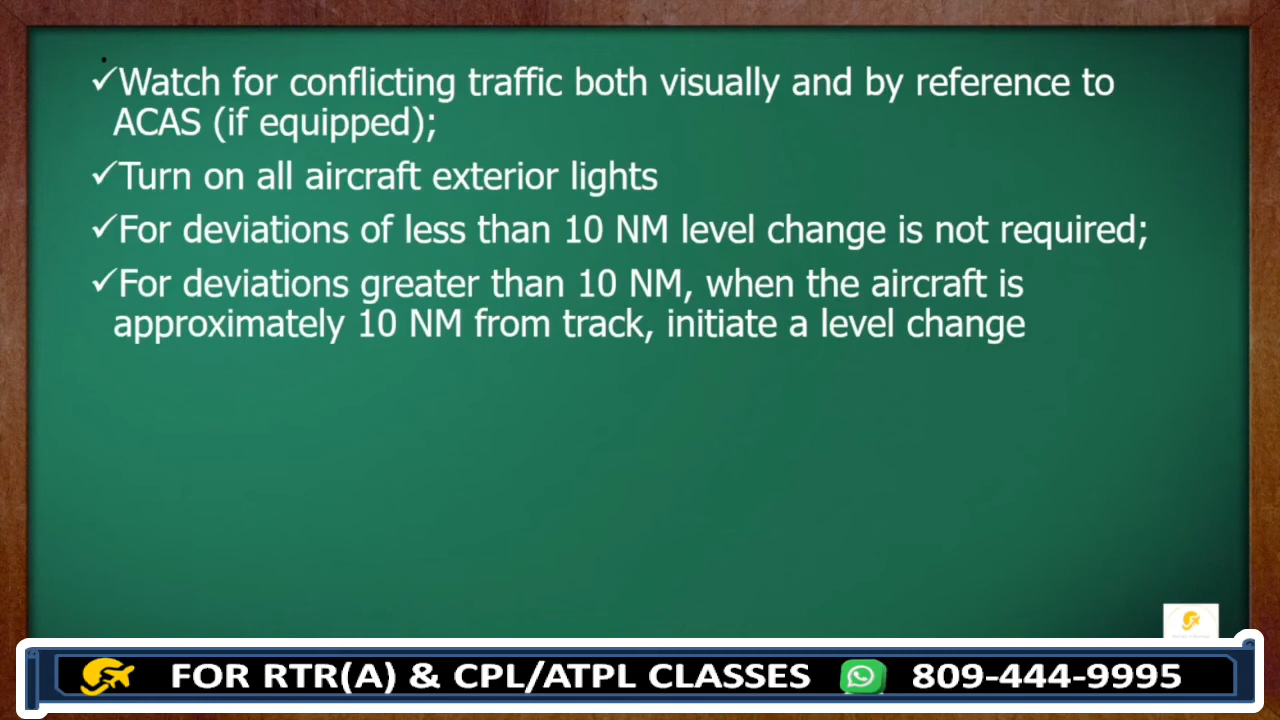 ✓Watch for conflicting traffic both visually and by reference to
ACAS (if equipped);
✓Turn on all aircraft exterior lights
✓For deviations of less than 10 NM level change is not required;
✓For deviations greater than 10 NM, when the aircraft is
approximately 10 NM from track, initiate a level change
FOR RTR(A) & CPL/ATPL CLASSES 809-444-9995